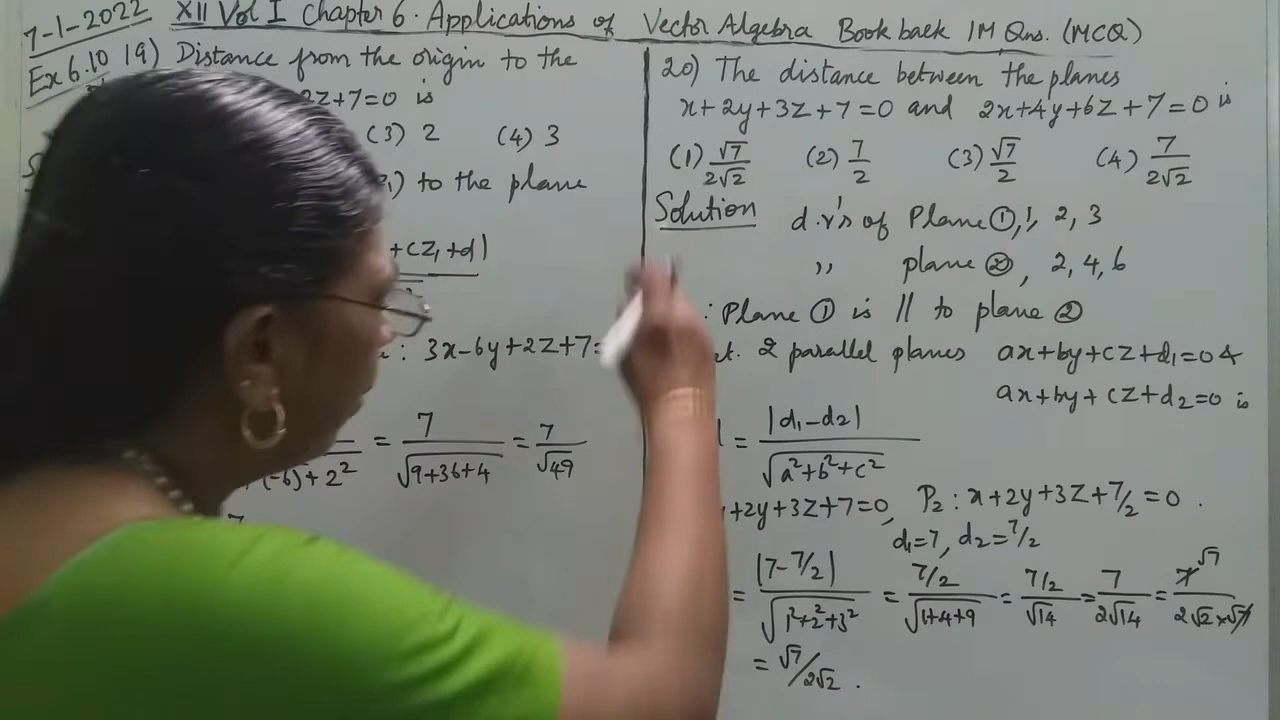 7-1-2022 XII Vol I Chapter 6. Applications of Vector Algebra Book back 1M Qns. (MCQ)
Ex 6.10 19) Distance from the origin to the
2z+7=0 is
(3) 2 (4) 3
) to the plane
+cz₁+d|
: 3x-6y+2z+7=
(-6)²+2² = 7/√9+36+4 = 7/√49
20) The distance between the planes
x+2y+3z+7=0 and 2x+4y+6z+7=0 is
(1) √7/2√2 (2) 7/2 (3) √7/2 (4) 7/2√2
Solution d.r's of Plane ①, 1, 2, 3
,, plane ②, 2, 4, 6
: Plane ① is || to plane ②
2 parallel planes ax+by+cz+d₁=0 &
ax+by+cz+d₂=0 is
= |d₁-d₂|/√a²+b²+c²
+2y+3z+7=0, P₂: x+2y+3z+7/2=0.
d₁=7, d₂=7/2
= |7-7/2|/√1²+2²+3² = 7/2/√1+4+9 = 7/2/√14 = 7/2√14 = 7 √7/2√2×√7
= √7/2√2.